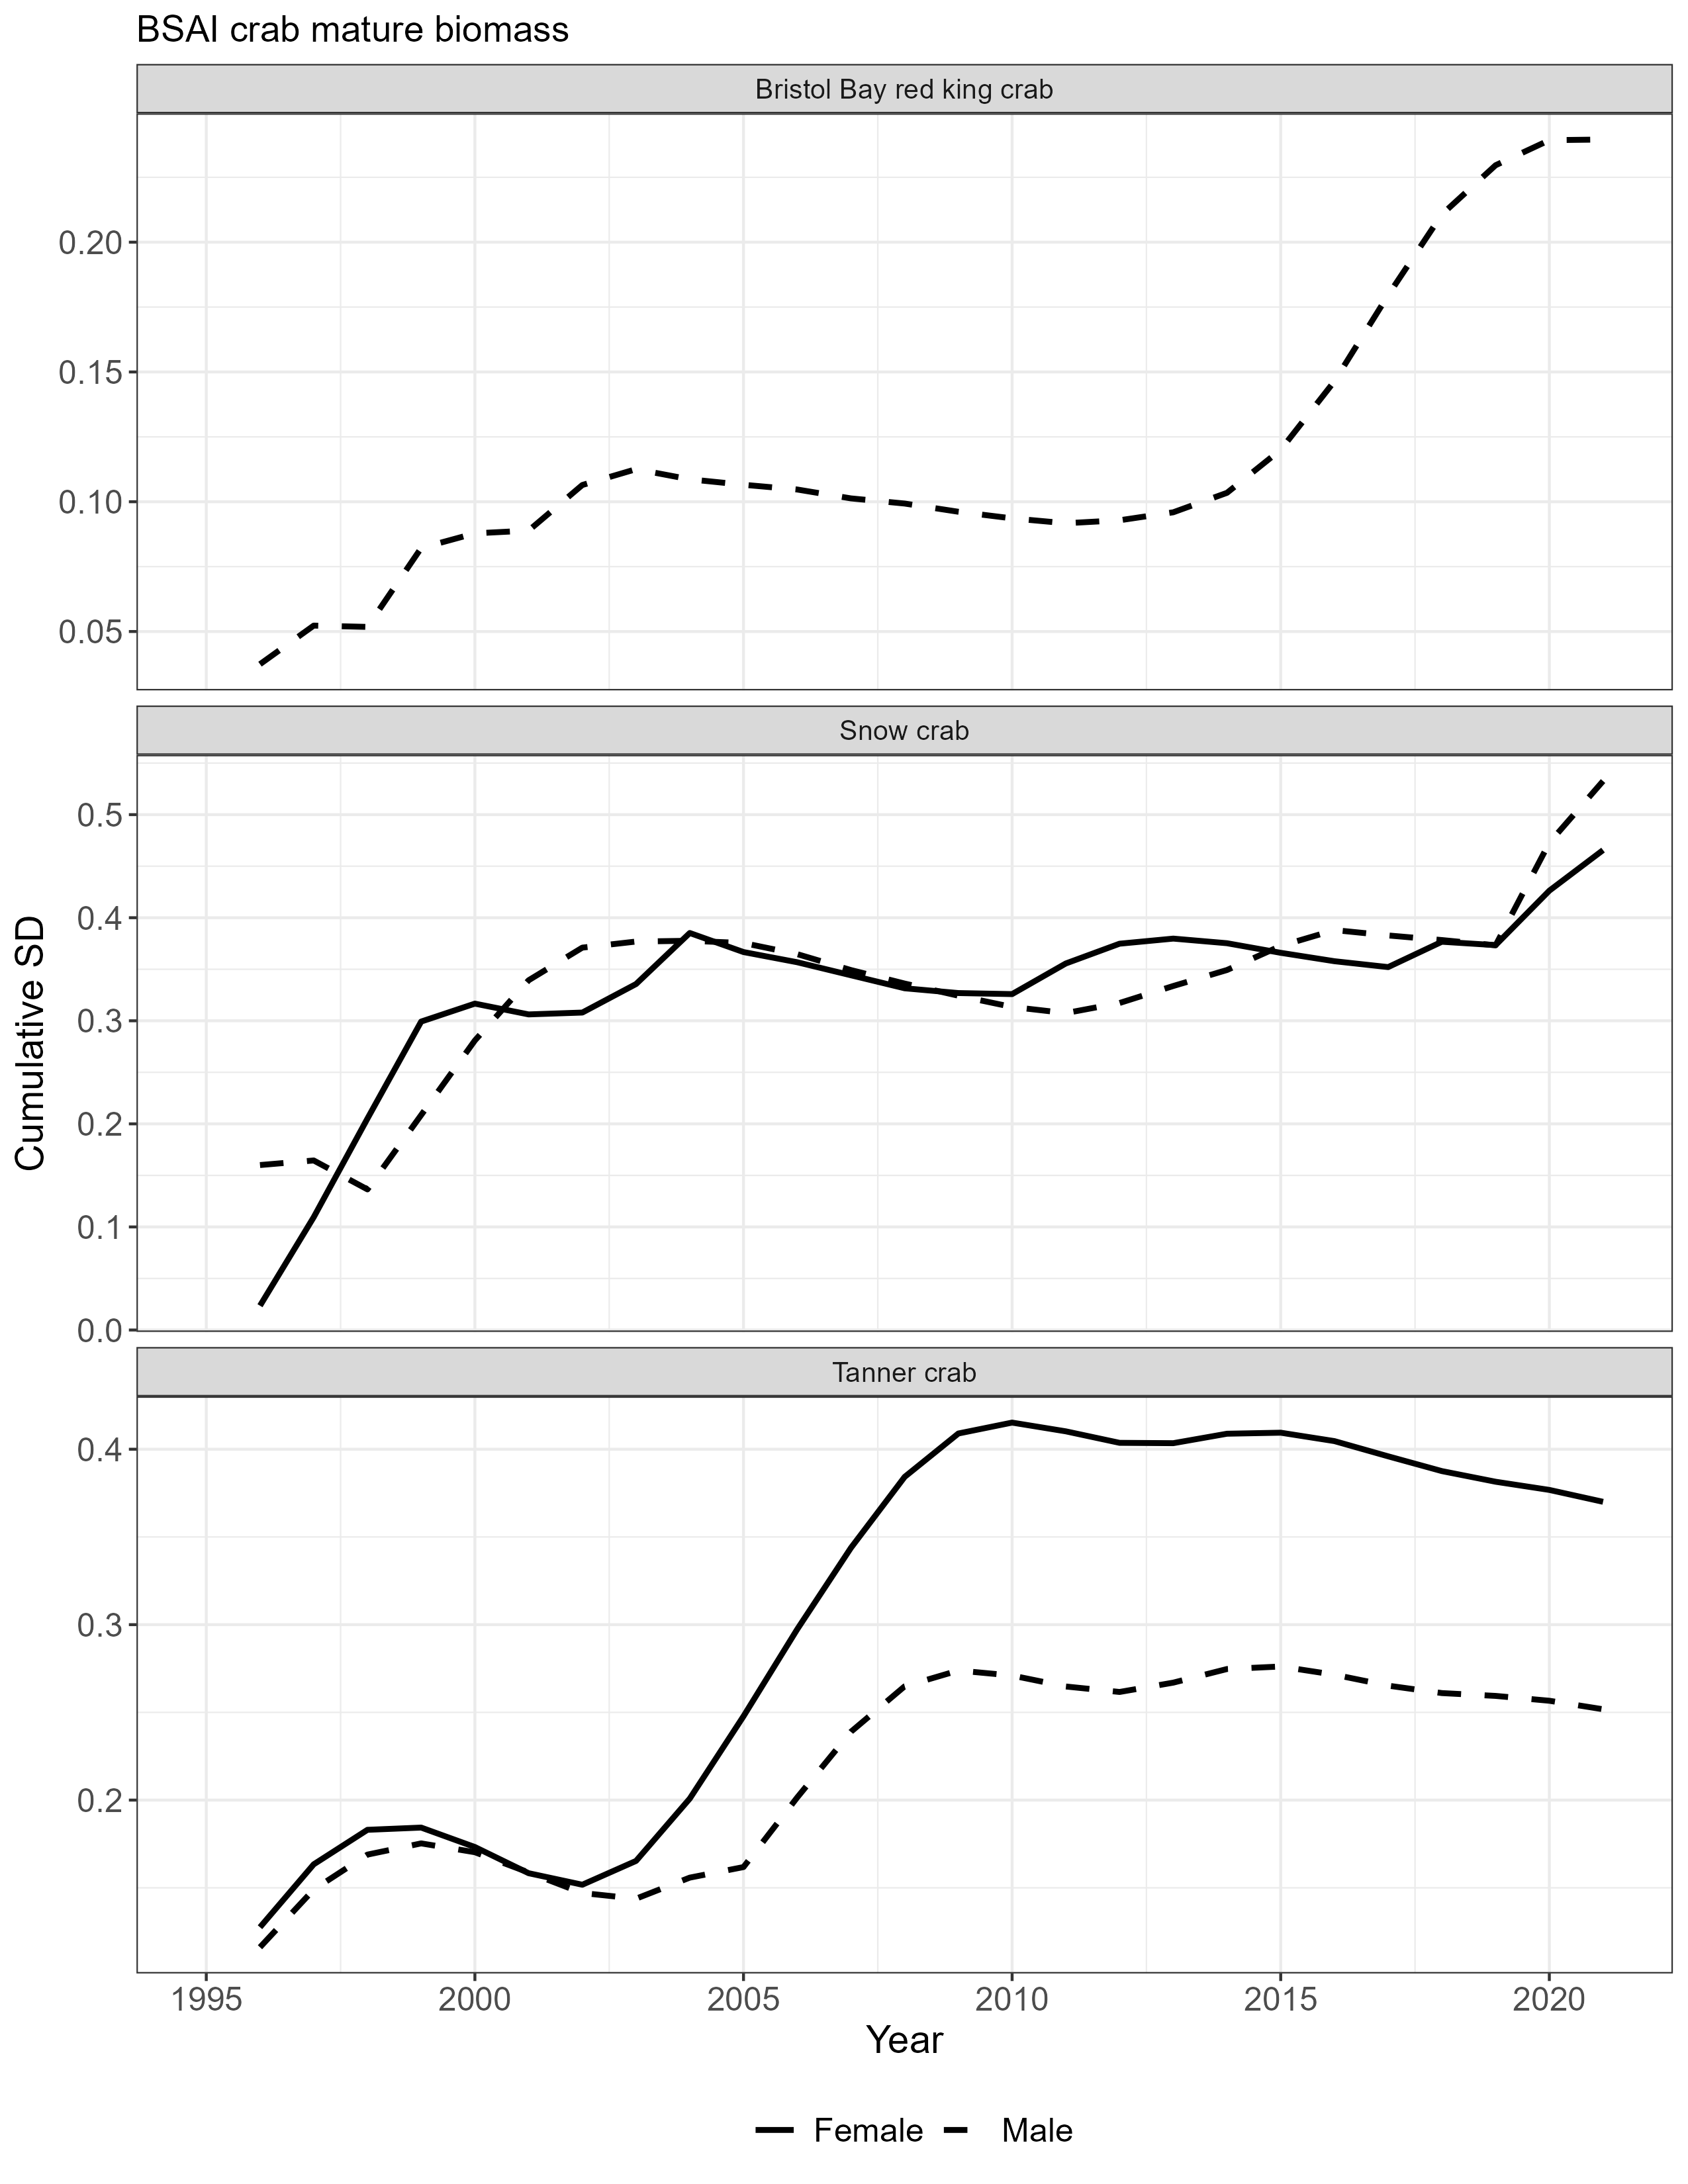 BSAI crab mature biomass
Bristol Bay red king crab
0.20
0.15
0.10
0.05
Snow crab
0.5
0.4
0.3
0.2
0.1
0.0
Cumulative SD
Tanner crab
0.4
0.3
0.2
1995 2000 2005 2010 2015 2020
Year
Female Male